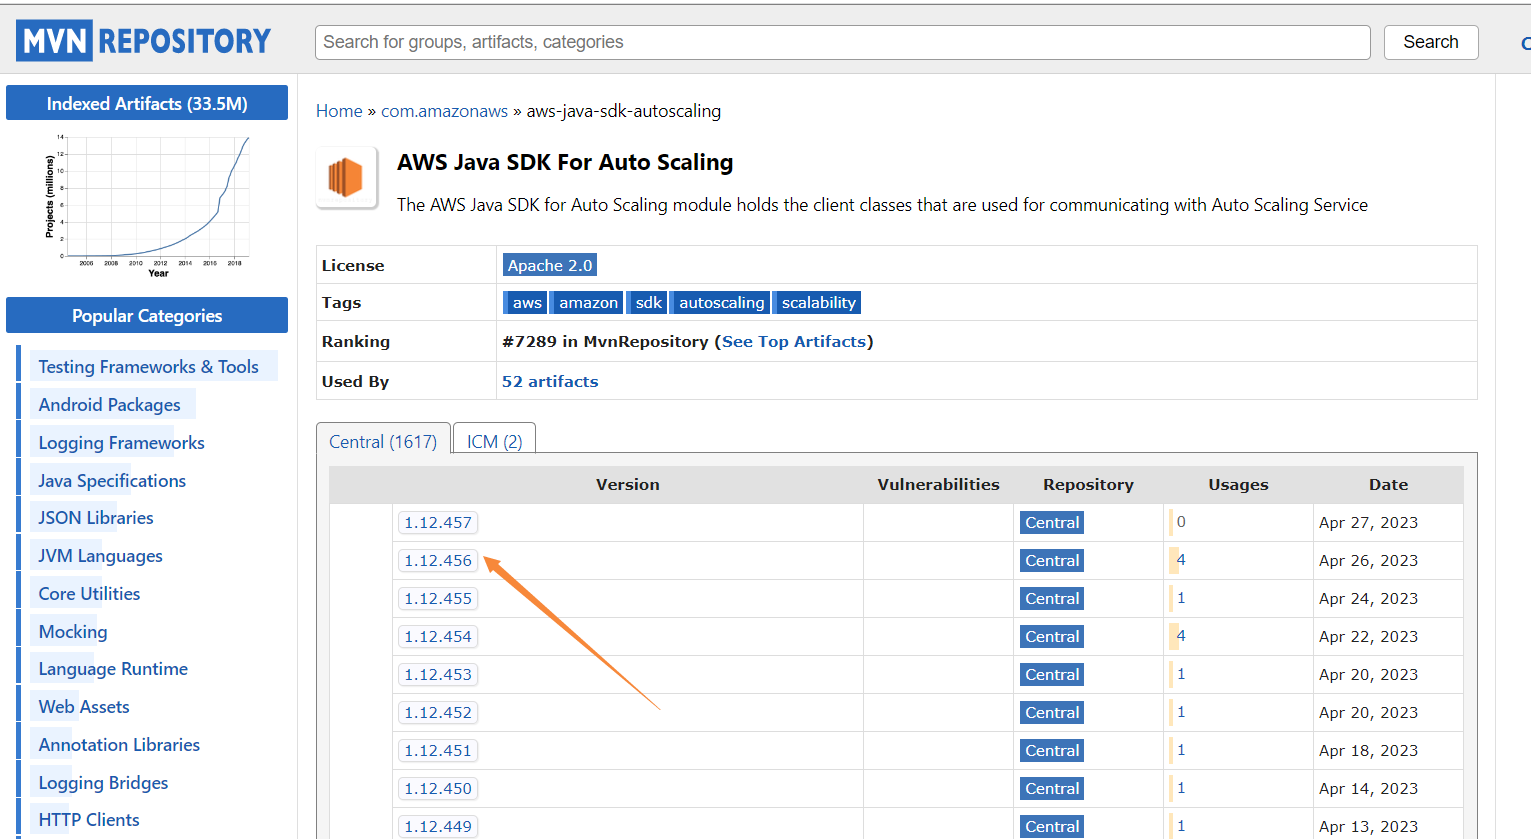 MVN REPOSITORY
Search for groups, artifacts, categories
Search
Indexed Artifacts (33.5M)
Projects (millions)
14
12
10
8
6
4
2
0
2006 2008 2010 2012 2014 2016 2018
Year
Popular Categories
Testing Frameworks & Tools
Android Packages
Logging Frameworks
Java Specifications
JSON Libraries
JVM Languages
Core Utilities
Mocking
Language Runtime
Web Assets
Annotation Libraries
Logging Bridges
HTTP Clients
Home » com.amazonaws » aws-java-sdk-autoscaling
AWS Java SDK For Auto Scaling
The AWS Java SDK for Auto Scaling module holds the client classes that are used for communicating with Auto Scaling Service
License Apache 2.0
Tags aws amazon sdk autoscaling scalability
Ranking #7289 in MvnRepository (See Top Artifacts)
Used By 52 artifacts
Central (1617) ICM (2)
Version Vulnerabilities Repository Usages Date
1.12.457 Central 0 Apr 27, 2023
1.12.456 Central 4 Apr 26, 2023
1.12.455 Central 1 Apr 24, 2023
1.12.454 Central 4 Apr 22, 2023
1.12.453 Central 1 Apr 20, 2023
1.12.452 Central 1 Apr 20, 2023
1.12.451 Central 1 Apr 18, 2023
1.12.450 Central 1 Apr 14, 2023
1.12.449 Central 1 Apr 13, 2023